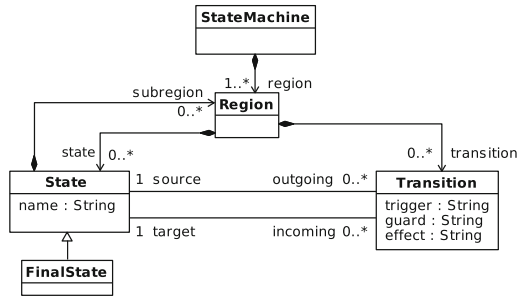 StateMachine
1..* region
subregion
0..*
Region
state 0..*
0..* transition
State
name : String
1 source outgoing 0..*
1 target incoming 0..*
Transition
trigger : String
guard : String
effect : String
FinalState